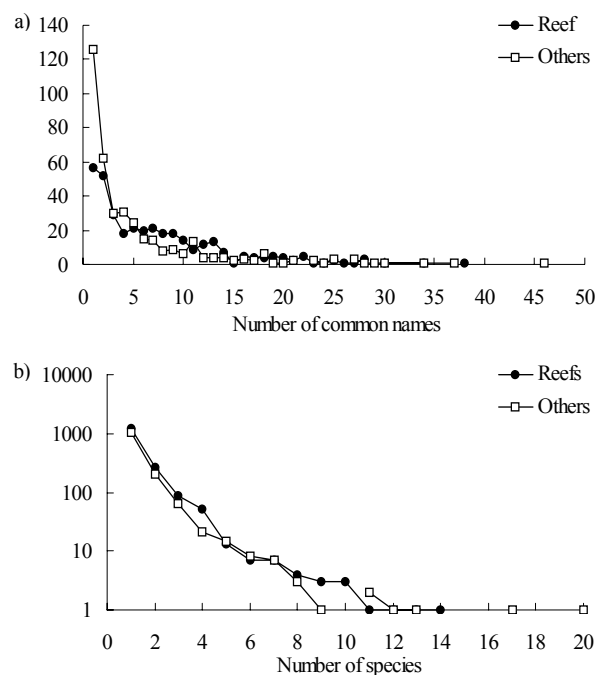 a)
Reef
Others
140
120
100
80
60
40
20
0
0 5 10 15 20 25 30 35 40 45 50
Number of common names
b)
Reefs
Others
10000
1000
100
10
1
0 2 4 6 8 10 12 14 16 18 20
Number of species